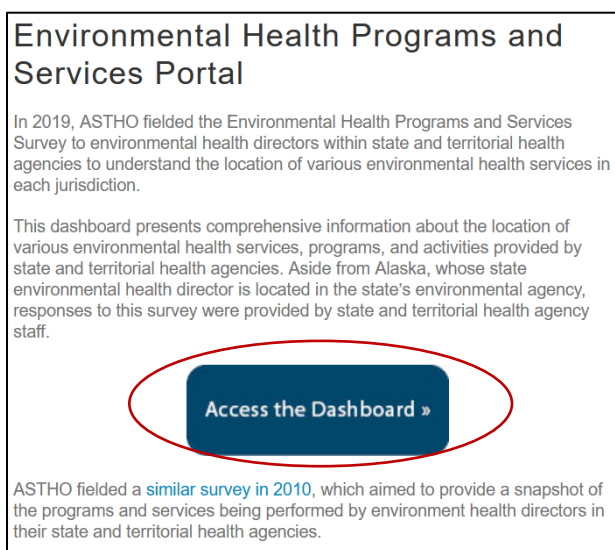 Environmental Health Programs and
Services Portal
In 2019, ASTHO fielded the Environmental Health Programs and Services
Survey to environmental health directors within state and territorial health
agencies to understand the location of various environmental health services in
each jurisdiction.
This dashboard presents comprehensive information about the location of
various environmental health services, programs, and activities provided by
state and territorial health agencies. Aside from Alaska, whose state
environmental health director is located in the state's environmental agency,
responses to this survey were provided by state and territorial health agency
staff.
Access the Dashboard »
ASTHO fielded a similar survey in 2010, which aimed to provide a snapshot of
the programs and services being performed by environment health directors in
their state and territorial health agencies.